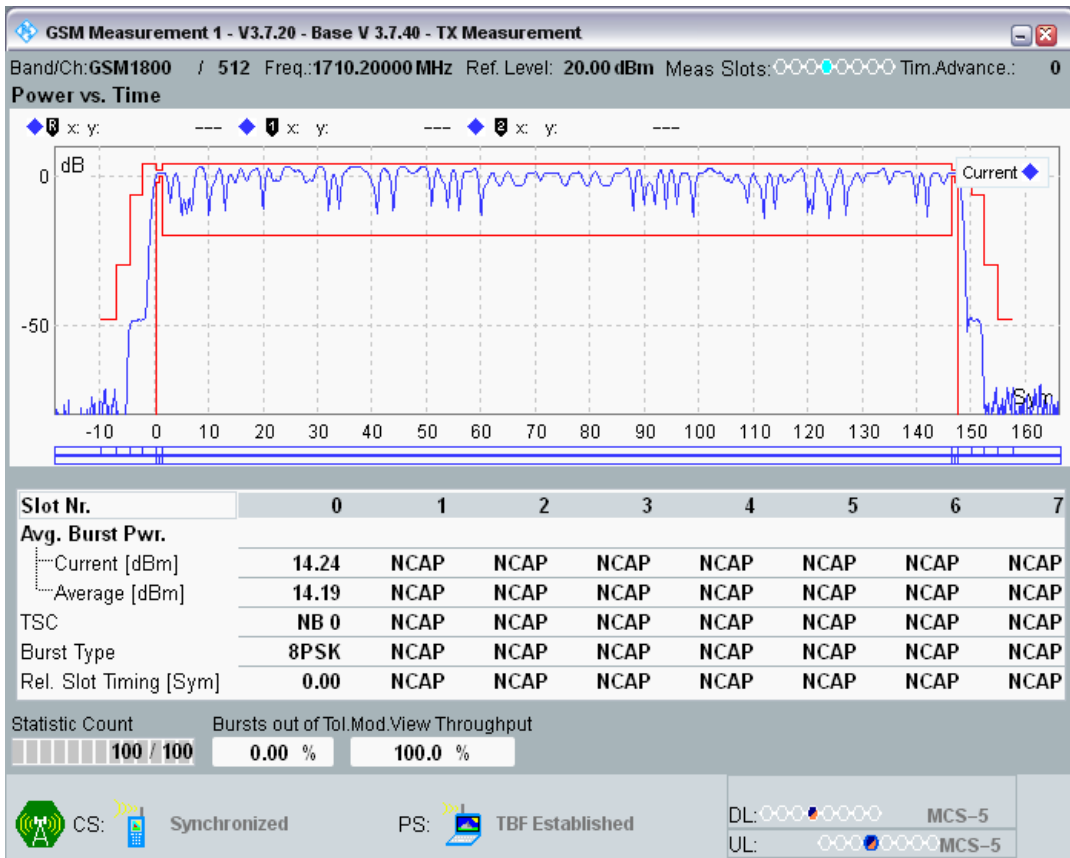 GSM Measurement 1 - V3.7.20 - Base V 3.7.40 - TX Measurement
Band/Ch:GSM1800 / 512 Freq.:1710.20000 MHz Ref. Level: 20.00 dBm Meas Slots: Tim.Advance.: 0
Power vs. Time
R x: y: --- 1 x: y: --- 2 x: y: ---
dB
0
Current
-50
Sym
-10 0 10 20 30 40 50 60 70 80 90 100 110 120 130 140 150 160
Slot Nr. 0 1 2 3 4 5 6 7
Avg. Burst Pwr.
Current [dBm] 14.24 NCAP NCAP NCAP NCAP NCAP NCAP NCAP
Average [dBm] 14.19 NCAP NCAP NCAP NCAP NCAP NCAP NCAP
TSC NB 0 NCAP NCAP NCAP NCAP NCAP NCAP NCAP
Burst Type 8PSK NCAP NCAP NCAP NCAP NCAP NCAP NCAP
Rel. Slot Timing [Sym] 0.00 NCAP NCAP NCAP NCAP NCAP NCAP NCAP
Statistic Count Bursts out of Tol. Mod.View Throughput
100 / 100 0.00 % 100.0 %
CS: Synchronized PS: TBF Established
DL: MCS-5
UL: MCS-5